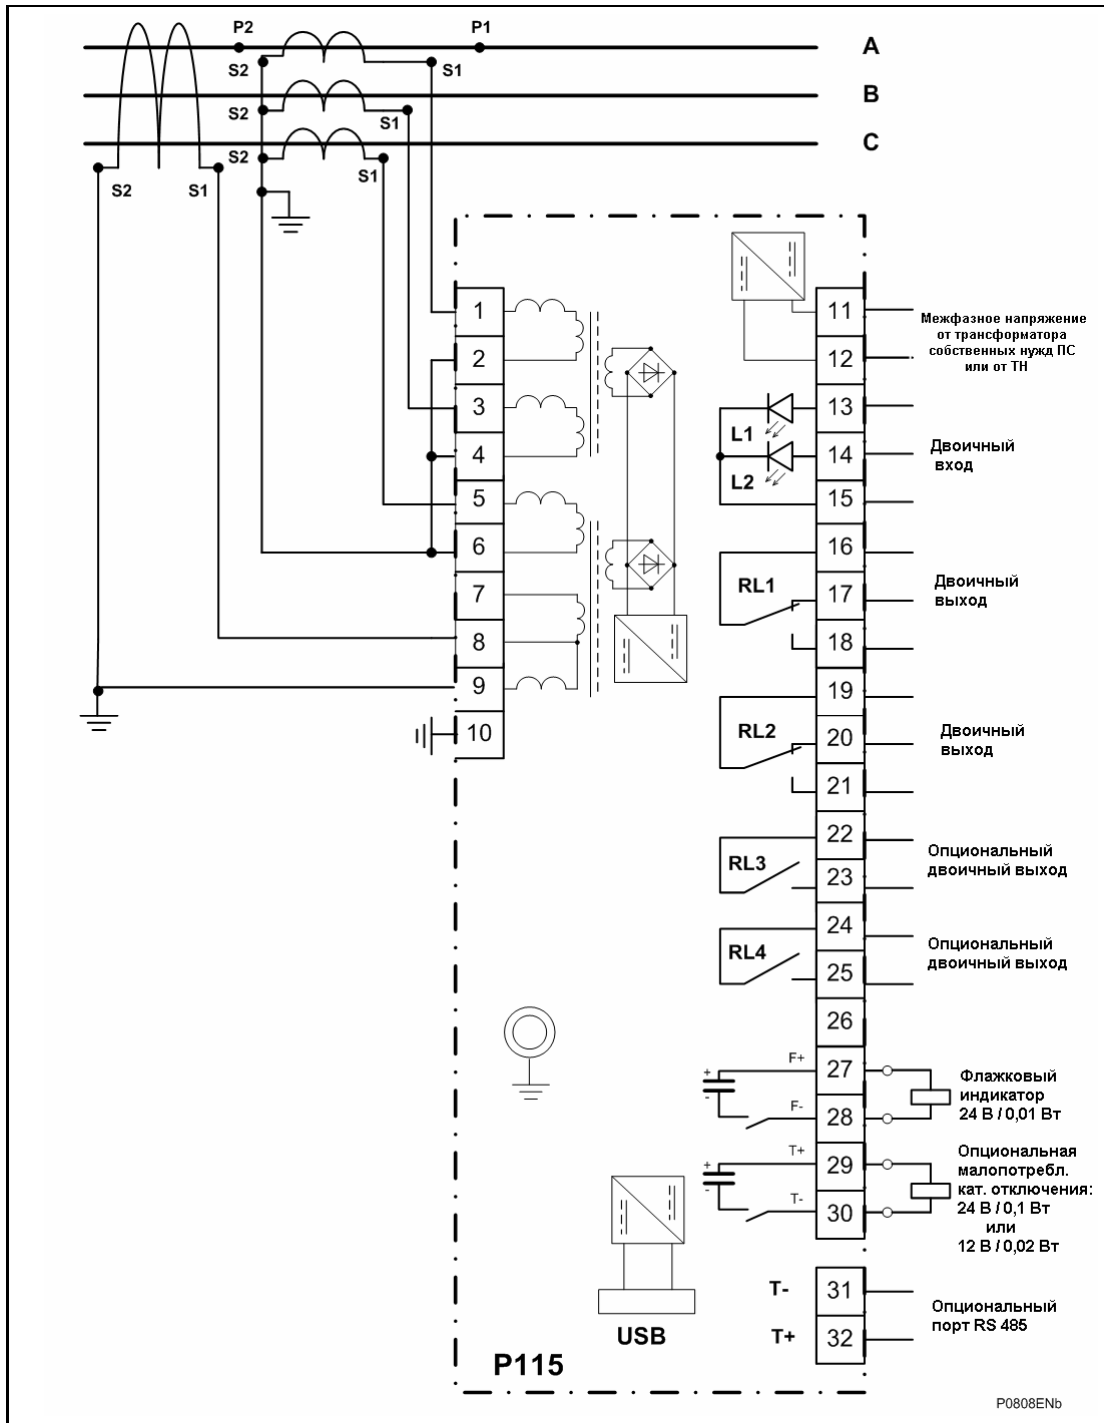 P2
P1
A
S2
S1
B
S2
S1
C
S2
S1
S2
S1
1
2
3
4
5
6
7
8
9
10
11
12
Межфазное напряжение
от трансформатора
собственных нужд ПС
или от ТН
L1
L2
13
14
15
Двоичный
вход
RL1
16
17
18
Двоичный
выход
RL2
19
20
21
Двоичный
выход
RL3
22
23
Опциональный
двоичный выход
RL4
24
25
Опциональный
двоичный выход
26
+
-
F+
F-
27
28
Флажковый
индикатор
24 В / 0,01 Вт
+
-
T+
T-
29
30
Опциональная
малопотребл.
кат. отключения:
24 В / 0,1 Вт
или
12 В / 0,02 Вт
T-
T+
31
32
Опциональный
порт RS 485
USB
P115
P0808ENb